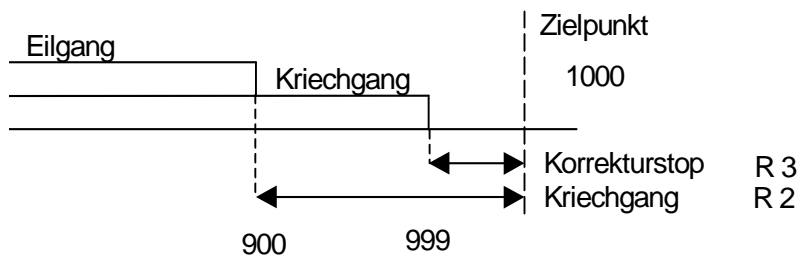 Zielpunkt
Eilgang
1000
Kriechgang
Korrekturstop R 3
Kriechgang R 2
900 999